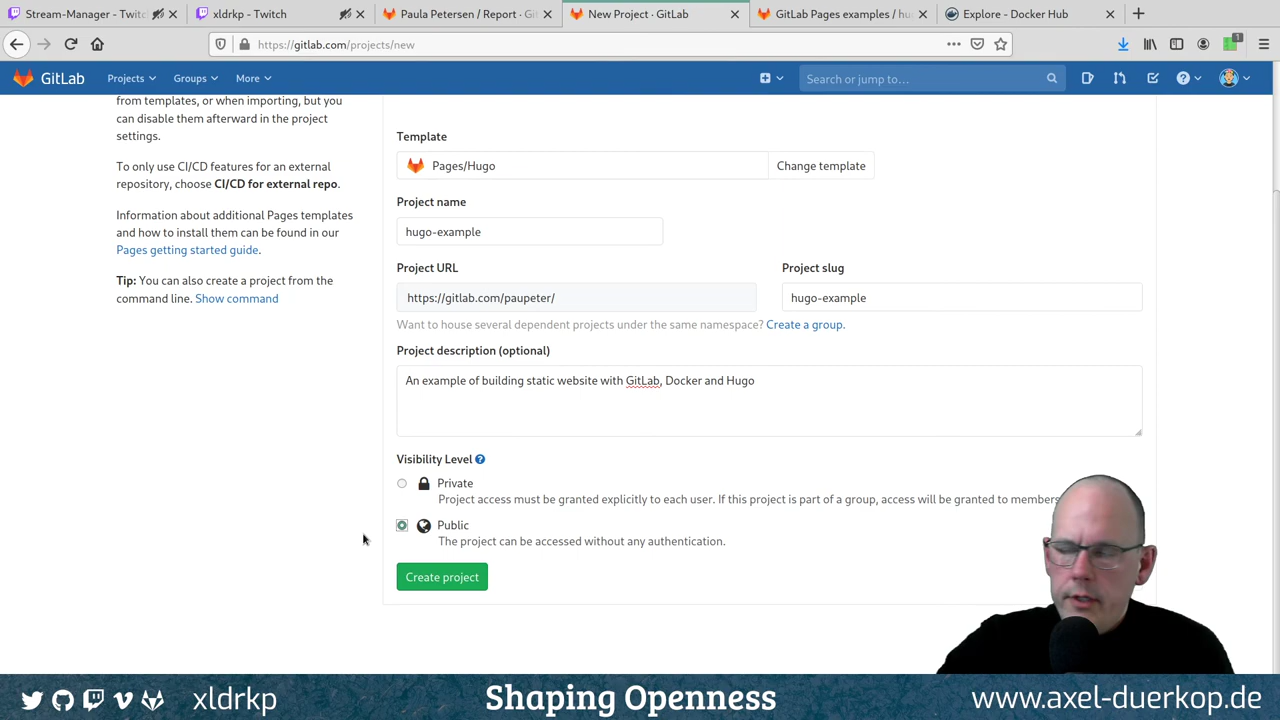 Stream-Manager - Twitch
xldrkp - Twitch
Paula Petersen / Report · Git
New Project · GitLab
GitLab Pages examples / hug
Explore - Docker Hub
https://gitlab.com/projects/new
1
GitLab
Projects
Groups
More
Search or jump to…
from templates, or when importing, but you
can disable them afterward in the project
settings.
To only use CI/CD features for an external
repository, choose CI/CD for external repo.
Information about additional Pages templates
and how to install them can be found in our
Pages getting started guide.
Tip: You can also create a project from the
command line. Show command
Template
Pages/Hugo
Change template
Project name
hugo-example
Project URL
Project slug
https://gitlab.com/paupeter/
hugo-example
Want to house several dependent projects under the same namespace? Create a group.
Project description (optional)
An example of building static website with GitLab, Docker and Hugo
Visibility Level
Private
Project access must be granted explicitly to each user. If this project is part of a group, access will be granted to members
Public
The project can be accessed without any authentication.
Create project
xldrkp
Shaping Openness
www.axel-duerkop.de